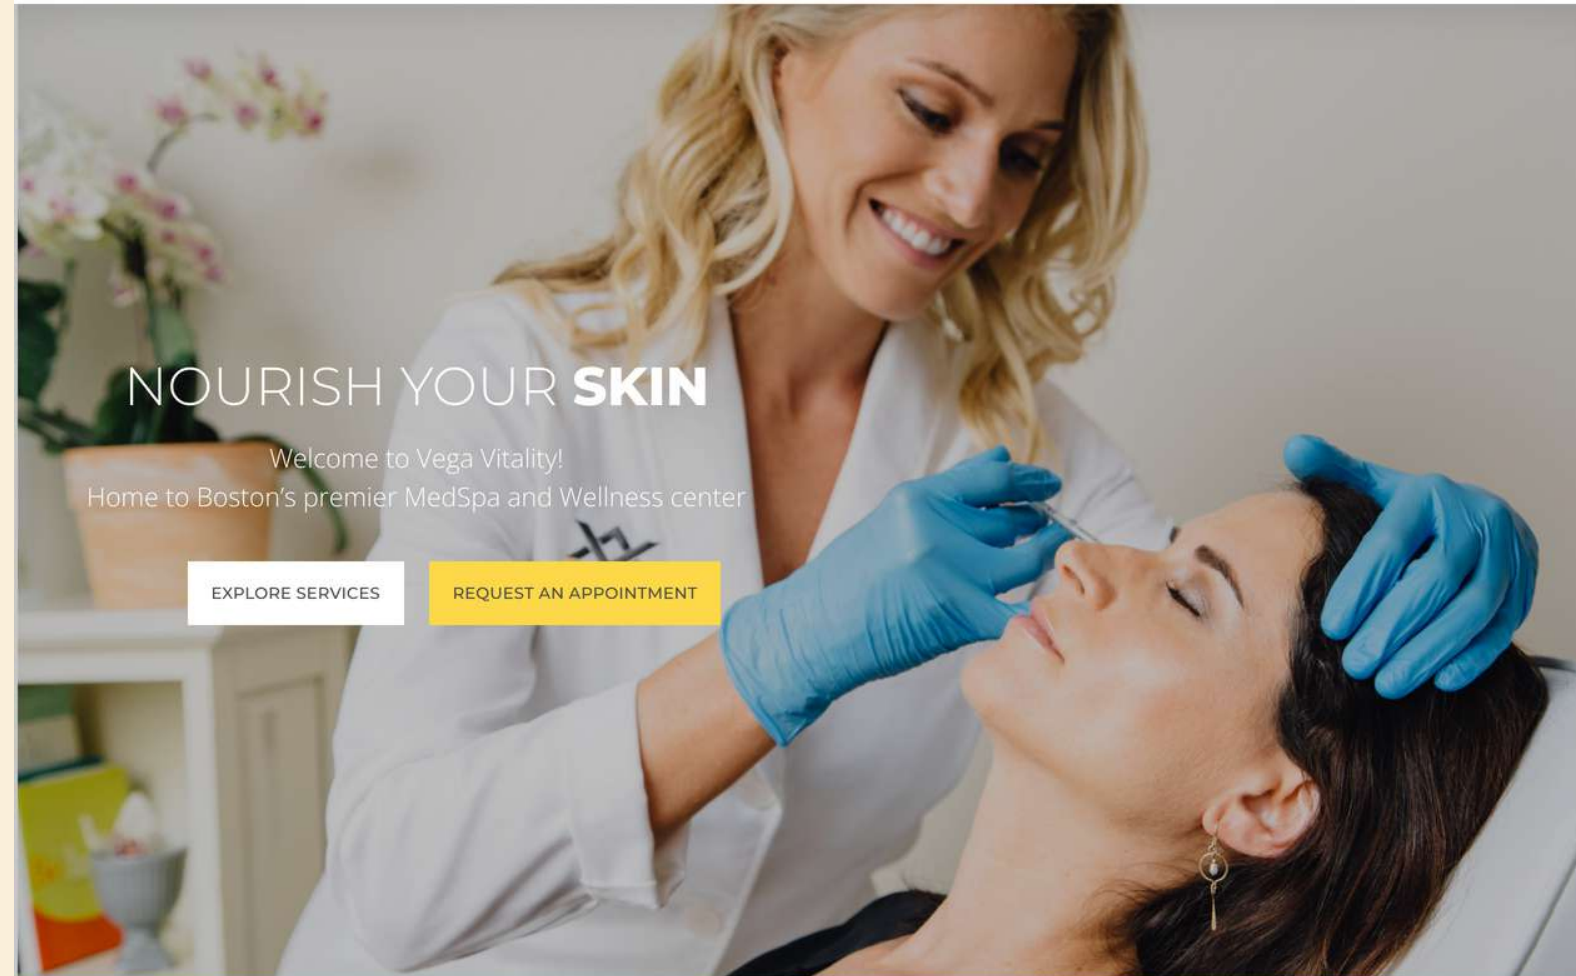 NOURISH YOUR SKIN
Welcome to Vega Vitality!
Home to Boston's premier MedSpa and Wellness center
EXPLORE SERVICES
REQUEST AN APPOINTMENT